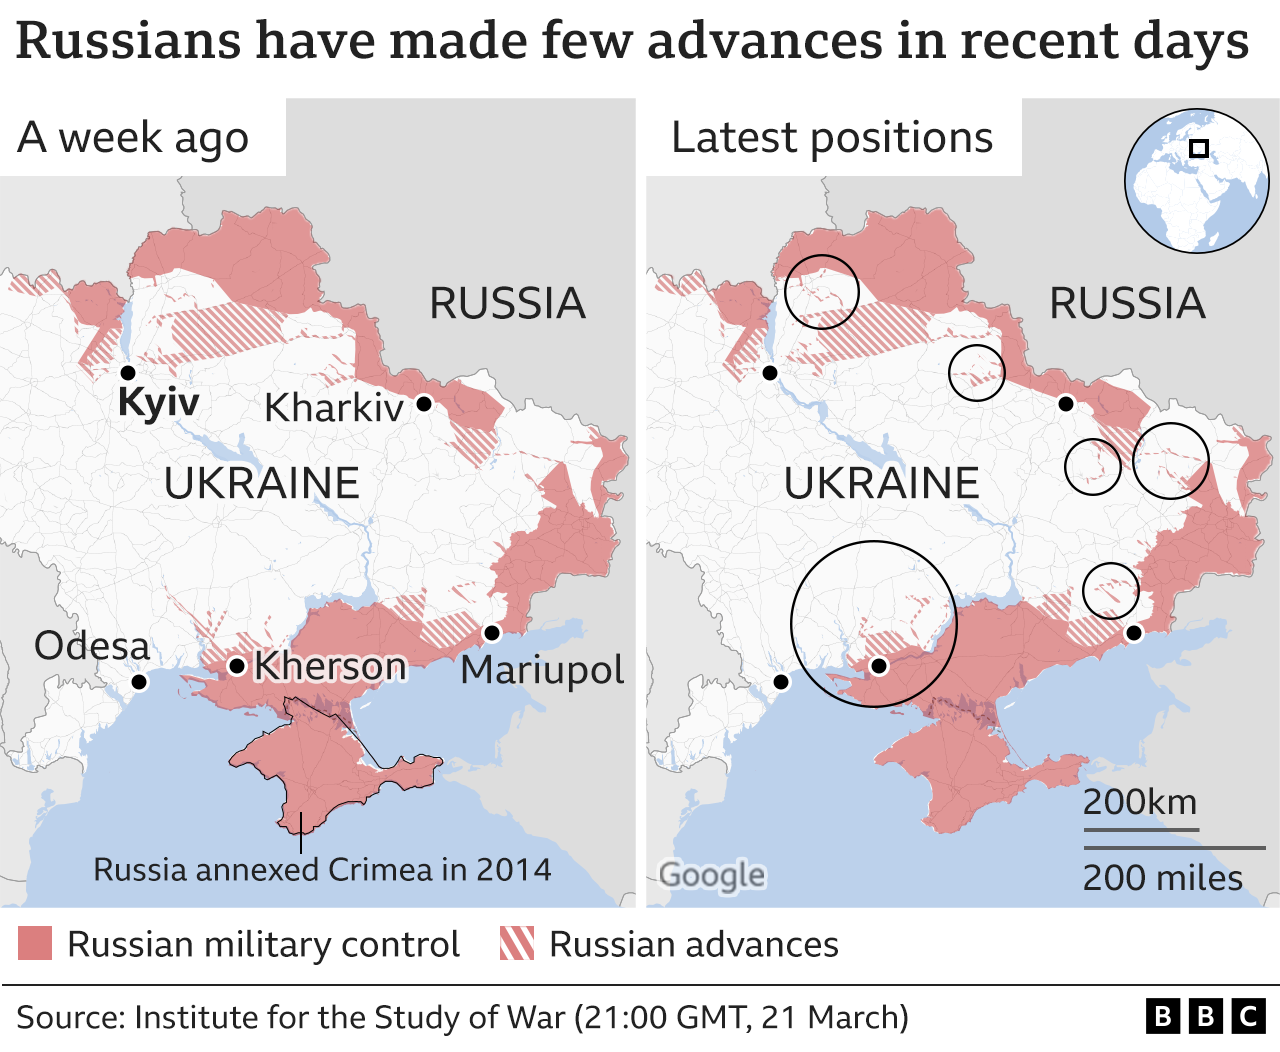 Russians have made few advances in recent days
A week ago
RUSSIA
Kyiv
Kharkiv
UKRAINE
Odesa
Kherson
Mariupol
Russia annexed Crimea in 2014
Latest positions
RUSSIA
UKRAINE
200km
200 miles
Google
Russian military control
Russian advances
Source: Institute for the Study of War (21:00 GMT, 21 March)
BBC